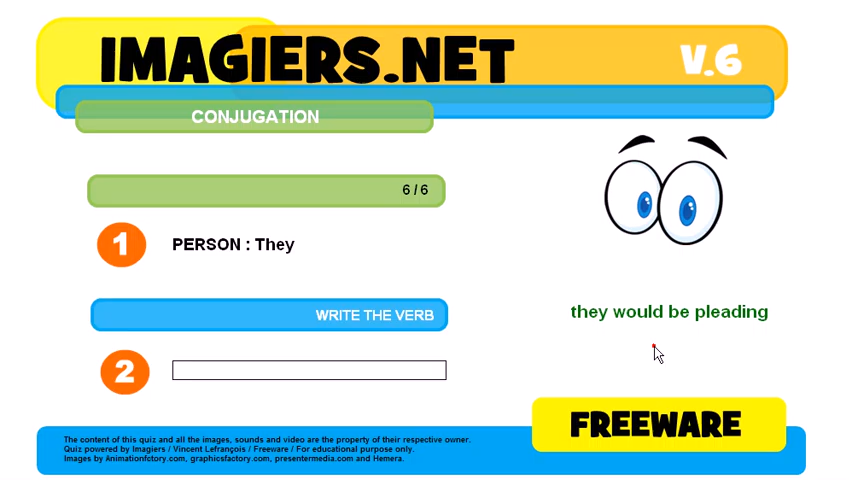 IMAGIERS.NET
V.6
CONJUGATION
6 / 6
1
PERSON : They
they would be pleading
WRITE THE VERB
2
FREEWARE
The content of this quiz and all the images, sounds and video are the property of their respective owner.
Quiz powered by Imagiers / Vincent Lefrançois / Freeware / For educational purpose only.
Images by Animationfctory.com, graphicsfactory.com, presentermedia.com and Hemera.